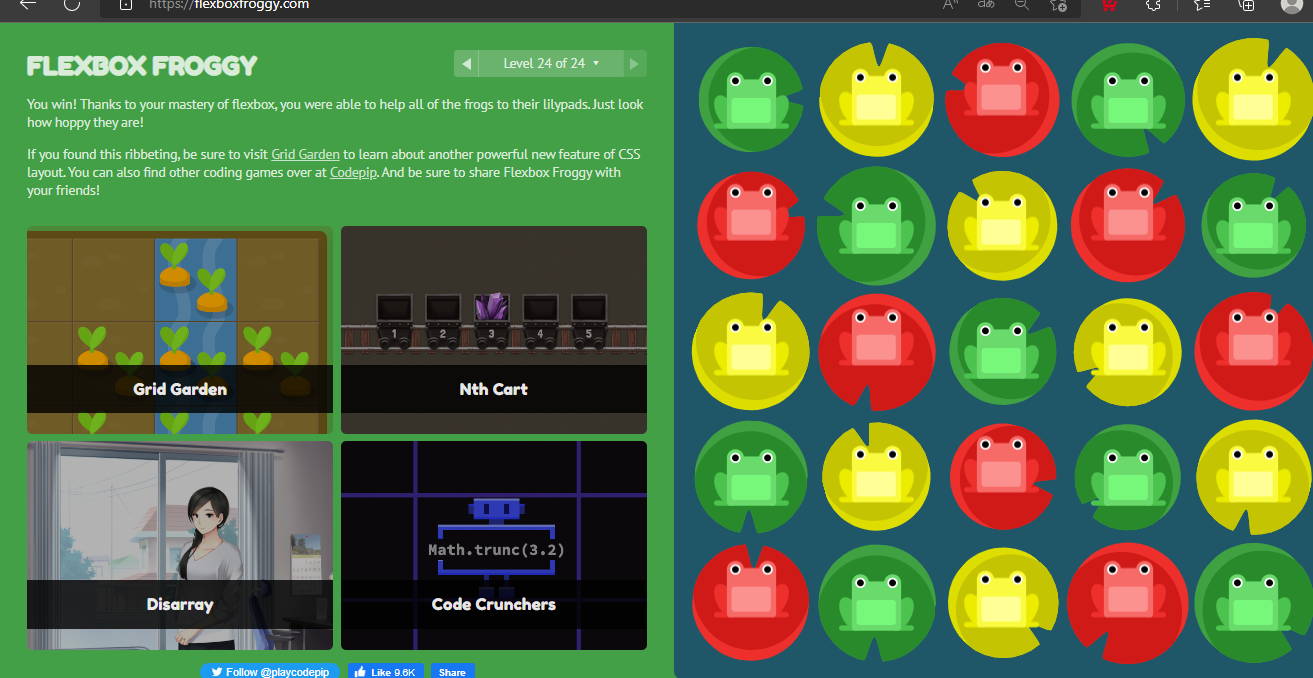 https://flexboxfroggy.com
FLEXBOX FROGGY
Level 24 of 24
You win! Thanks to your mastery of flexbox, you were able to help all of the frogs to their lilypads. Just look
how hoppy they are!
If you found this ribbeting, be sure to visit Grid Garden to learn about another powerful new feature of CSS
layout. You can also find other coding games over at Codepip. And be sure to share Flexbox Froggy with
your friends!
1 2 3 4 5
Grid Garden
Nth Cart
Math.trunc(3.2)
Disarray
Code Crunchers
Follow @playcodepip
Like 9.6K
Share